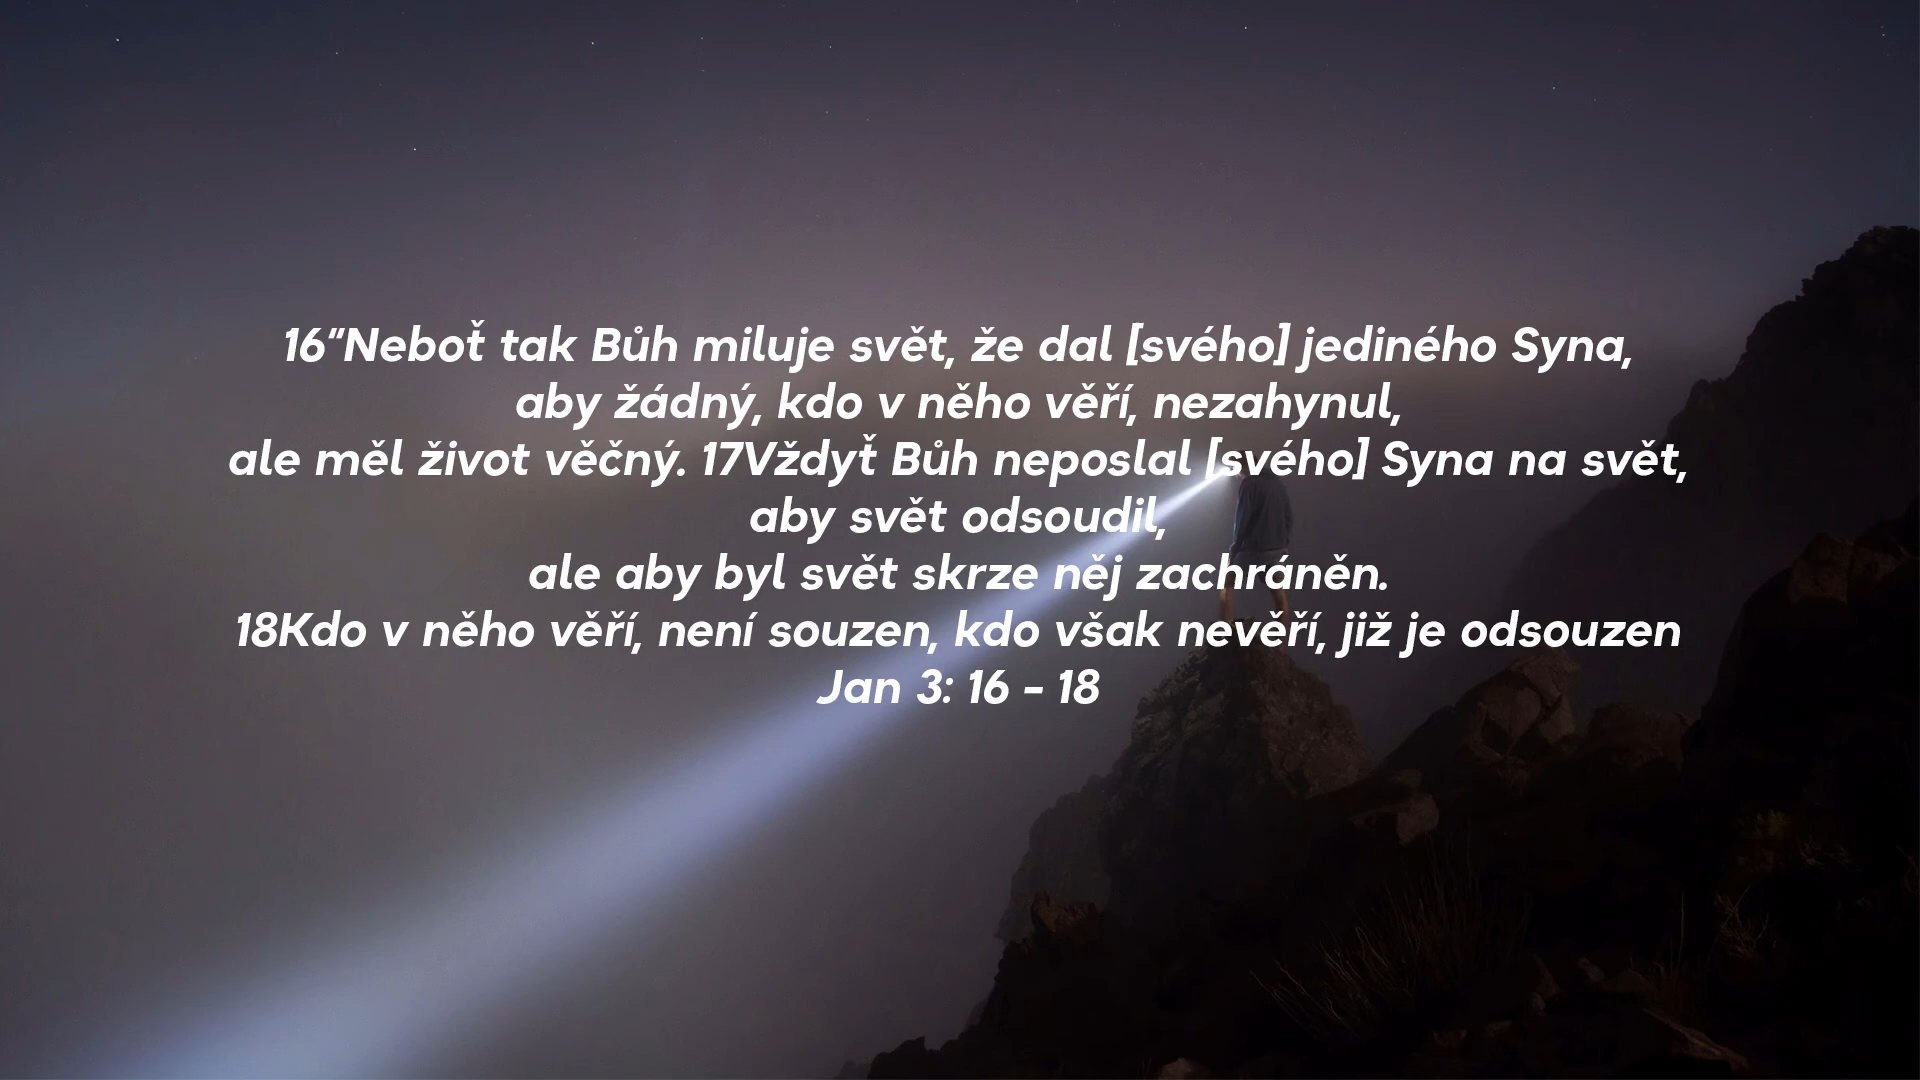 16“Neboť tak Bůh miluje svět, že dal [svého] jediného Syna,
aby žádný, kdo v něho věří, nezahynul,
ale měl život věčný. 17Vždyť Bůh neposlal [svého] Syna na svět,
aby svět odsoudil,
ale aby byl svět skrze něj zachráněn.
18Kdo v něho věří, není souzen, kdo však nevěří, již je odsouzen
Jan 3: 16 - 18